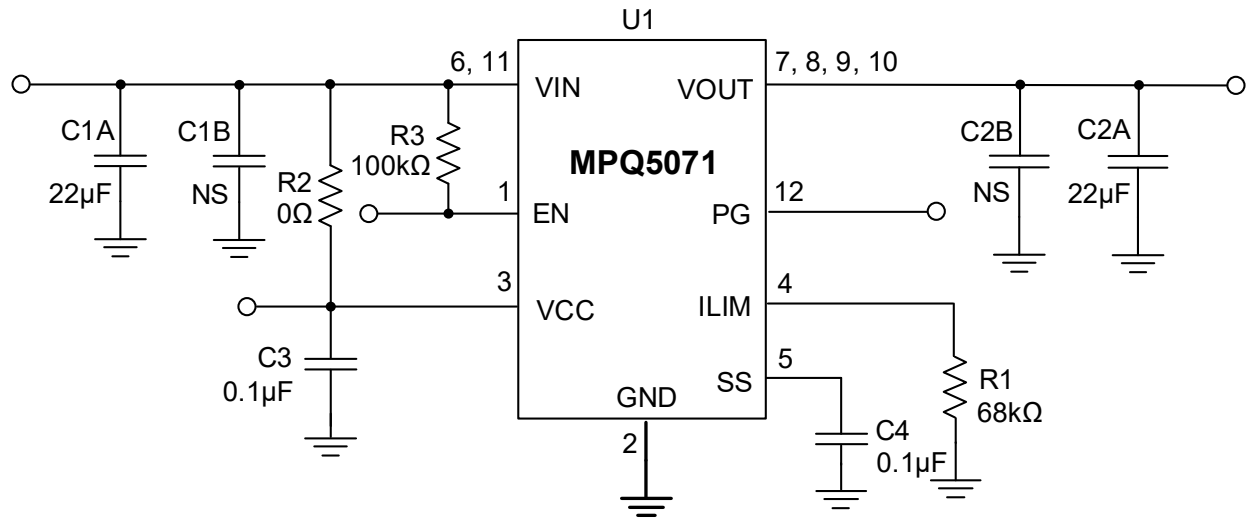 U1
6, 11
7, 8, 9, 10
VIN
VOUT
C1A
C1B
R3
100kΩ
C2B
C2A
MPQ5071
22µF
NS
R2
0Ω
1
EN
PG
12
NS
22µF
3
VCC
ILIM
4
C3
0.1µF
SS
5
R1
68kΩ
GND
2
C4
0.1µF